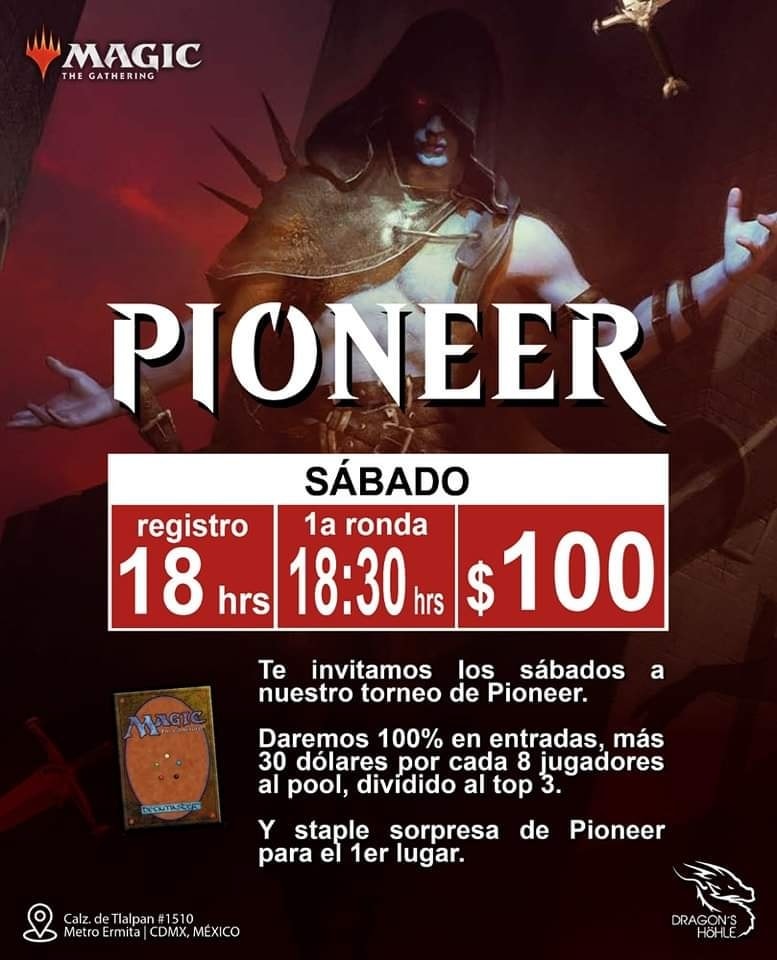 MAGIC
THE GATHERING
PIONEER
SÁBADO
registro
18 hrs
1a ronda
18:30 hrs
$100
Te invitamos los sábados a
nuestro torneo de Pioneer.
Daremos 100% en entradas, más
30 dólares por cada 8 jugadores
al pool, dividido al top 3.
Y staple sorpresa de Pioneer
para el 1er lugar.
MAGIC
DECKMASTER
Calz. de Tlalpan #1510
Metro Ermita | CDMX, MÉXICO
DRAGON'S
HöHLE